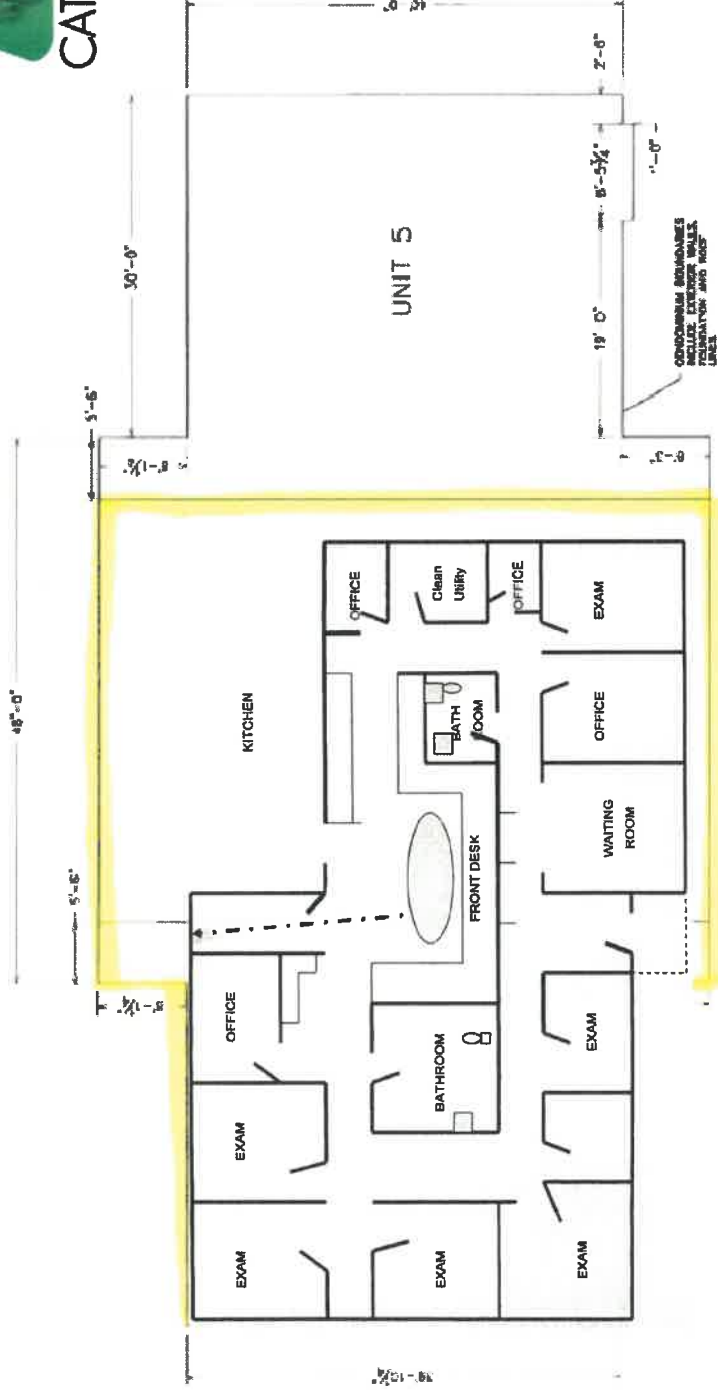 CAT
48'-0"
5'-6"
5'-6"
30'-0"
KITCHEN
UNIT 5
OFFICE
Clean
Utility
OFFICE
EXAM
OFFICE
WAITING
ROOM
BATH
ROOM
FRONT DESK
OFFICE
BATHROOM
EXAM
EXAM
EXAM
EXAM
EXAM
19' 0"
2'-6"
CONDOMINIUM BOUNDARIES
INCLUDE EXTERIOR WALLS,
FOUNDATION AND ROOF
LINES.